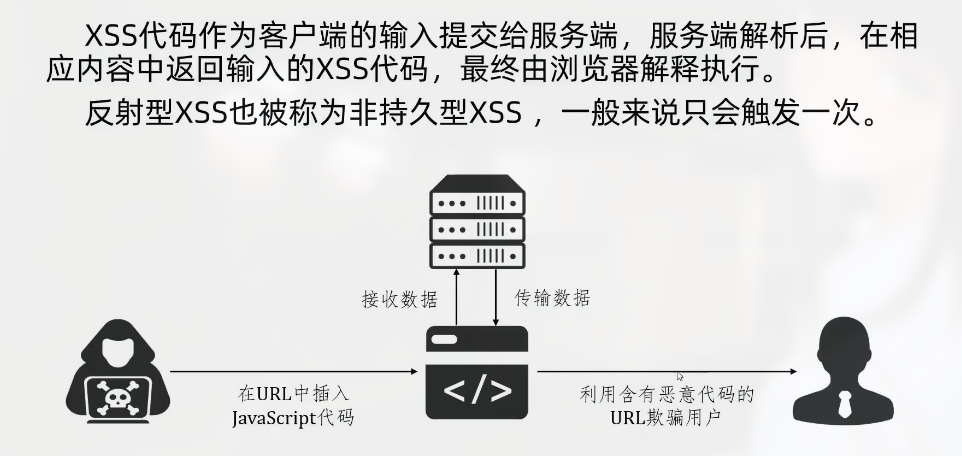 XSS代码作为客户端的输入提交给服务端，服务端解析后，在相
应内容中返回输入的XSS代码，最终由浏览器解释执行。
反射型XSS也被称为非持久型XSS ，一般来说只会触发一次。
接收数据
传输数据
</>
在URL中插入
JavaScript代码
利用含有恶意代码的
URL欺骗用户